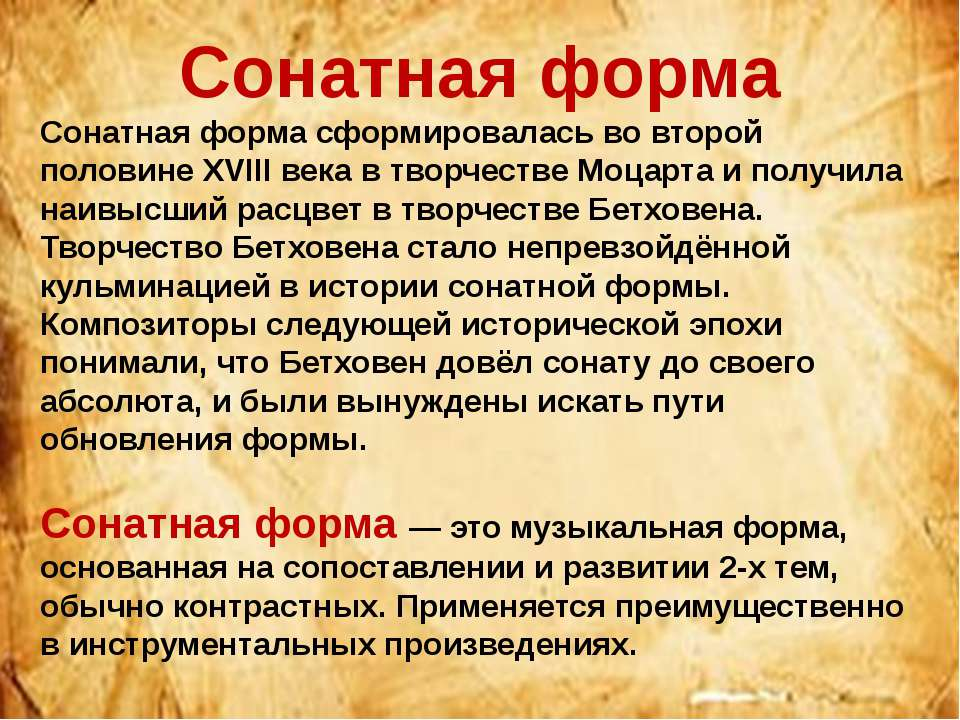 Сонатная форма
Сонатная форма сформировалась во второй
половине XVIII века в творчестве Моцарта и получила
наивысший расцвет в творчестве Бетховена.
Творчество Бетховена стало непревзойдённой
кульминацией в истории сонатной формы.
Композиторы следующей исторической эпохи
понимали, что Бетховен довёл сонату до своего
абсолюта, и были вынуждены искать пути
обновления формы.
Сонатная форма — это музыкальная форма,
основанная на сопоставлении и развитии 2-х тем,
обычно контрастных. Применяется преимущественно
в инструментальных произведениях.